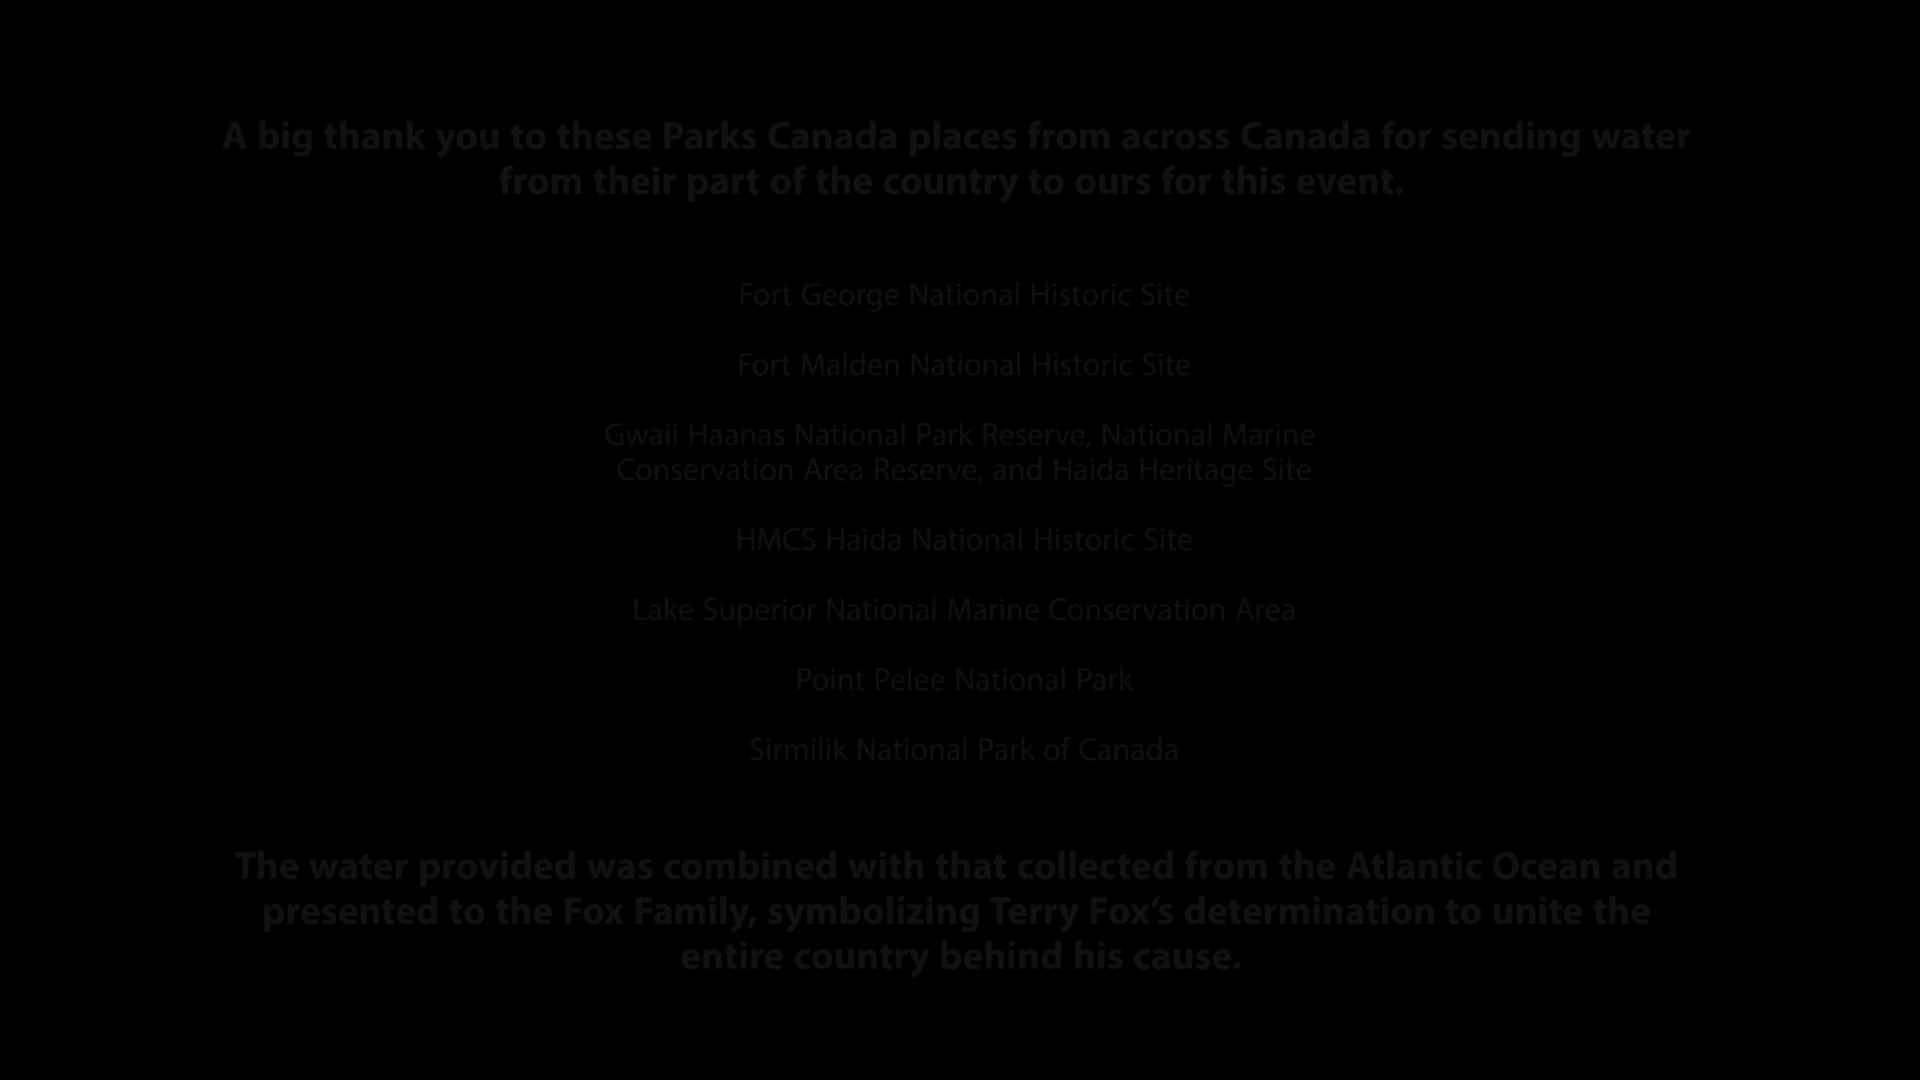 A big thank you to these Parks Canada places from across Canada for sending water
from their part of the country to ours for this event.
Fort George National Historic Site
Fort Malden National Historic Site
Gwaii Haanas National Park Reserve, National Marine
Conservation Area Reserve, and Haida Heritage Site
HMCS Haida National Historic Site
Lake Superior National Marine Conservation Area
Point Pelee National Park
Sirmilik National Park of Canada
The water provided was combined with that collected from the Atlantic Ocean and
presented to the Fox Family, symbolizing Terry Fox’s determination to unite the
entire country behind his cause.